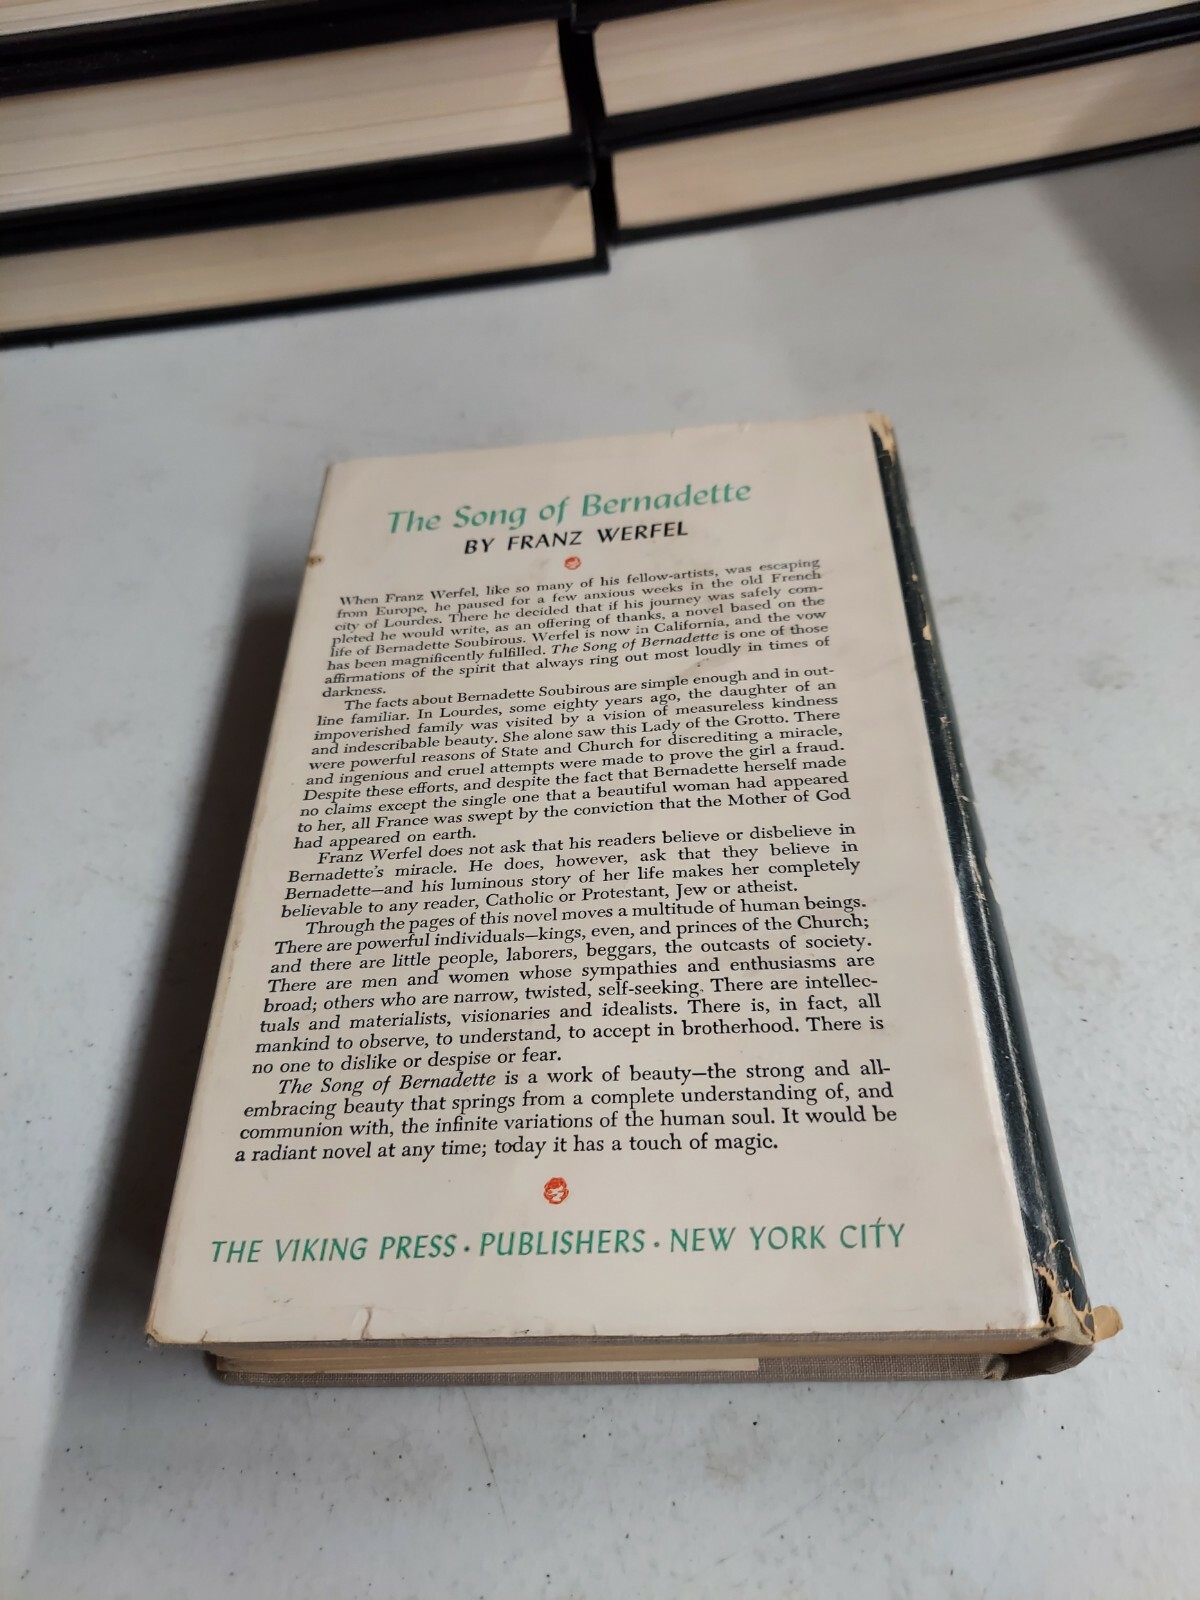 The Song of Bernadette
BY FRANZ WERFEL
When Franz Werfel, like so many of his fellow-artists, was escaping
from Europe, he paused for a few anxious weeks in the old French
city of Lourdes. There he decided that if his journey was safely com-
pleted he would write, as an offering of thanks, a novel based on the
life of Bernadette Soubirous. Werfel is now in California, and the vow
has been magnificently fulfilled. The Song of Bernadette is one of those
affirmations of the spirit that always ring out most loudly in times of
darkness.
The facts about Bernadette Soubirous are simple enough and in out-
line familiar. In Lourdes, some eighty years ago, the daughter of an
impoverished family was visited by a vision of measureless kindness
and indescribable beauty. She alone saw this Lady of the Grotto. There
were powerful reasons of State and Church for discrediting a miracle,
and ingenious and cruel attempts were made to prove the girl a fraud.
Despite these efforts, and despite the fact that Bernadette herself made
no claims except the single one that a beautiful woman had appeared
to her, all France was swept by the conviction that the Mother of God
had appeared on earth.
Franz Werfel does not ask that his readers believe or disbelieve in
Bernadette's miracle. He does, however, ask that they believe in
Bernadette—and his luminous story of her life makes her completely
believable to any reader, Catholic or Protestant, Jew or atheist.
Through the pages of this novel moves a multitude of human beings.
There are powerful individuals—kings, even, and princes of the Church;
and there are little people, laborers, beggars, the outcasts of society.
There are men and women whose sympathies and enthusiasms are
broad; others who are narrow, twisted, self-seeking. There are intellec-
tuals and materialists, visionaries and idealists. There is, in fact, all
mankind to observe, to understand, to accept in brotherhood. There is
no one to dislike or despise or fear.
The Song of Bernadette is a work of beauty—the strong and all-
embracing beauty that springs from a complete understanding of, and
communion with, the infinite variations of the human soul. It would be
a radiant novel at any time; today it has a touch of magic.
THE VIKING PRESS · PUBLISHERS · NEW YORK CITY